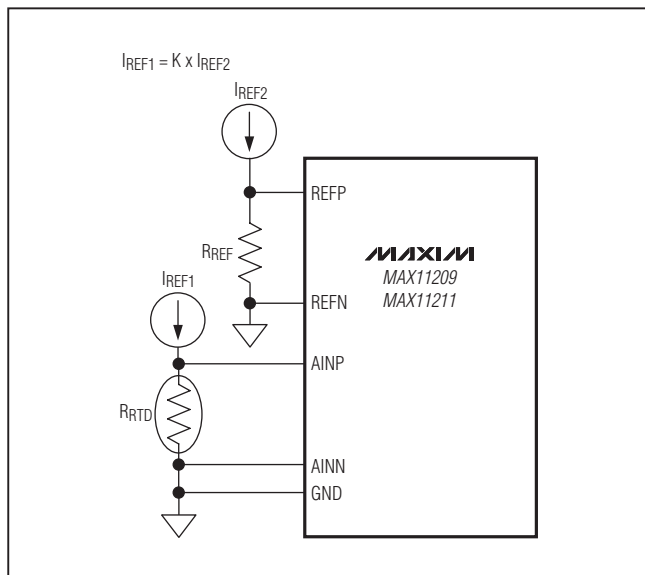 IREF1 = K x IREF2
IREF2
REFP
RREF
MAXIM
MAX11209
MAX11211
IREF1
REFN
AINP
RRTD
AINN
GND